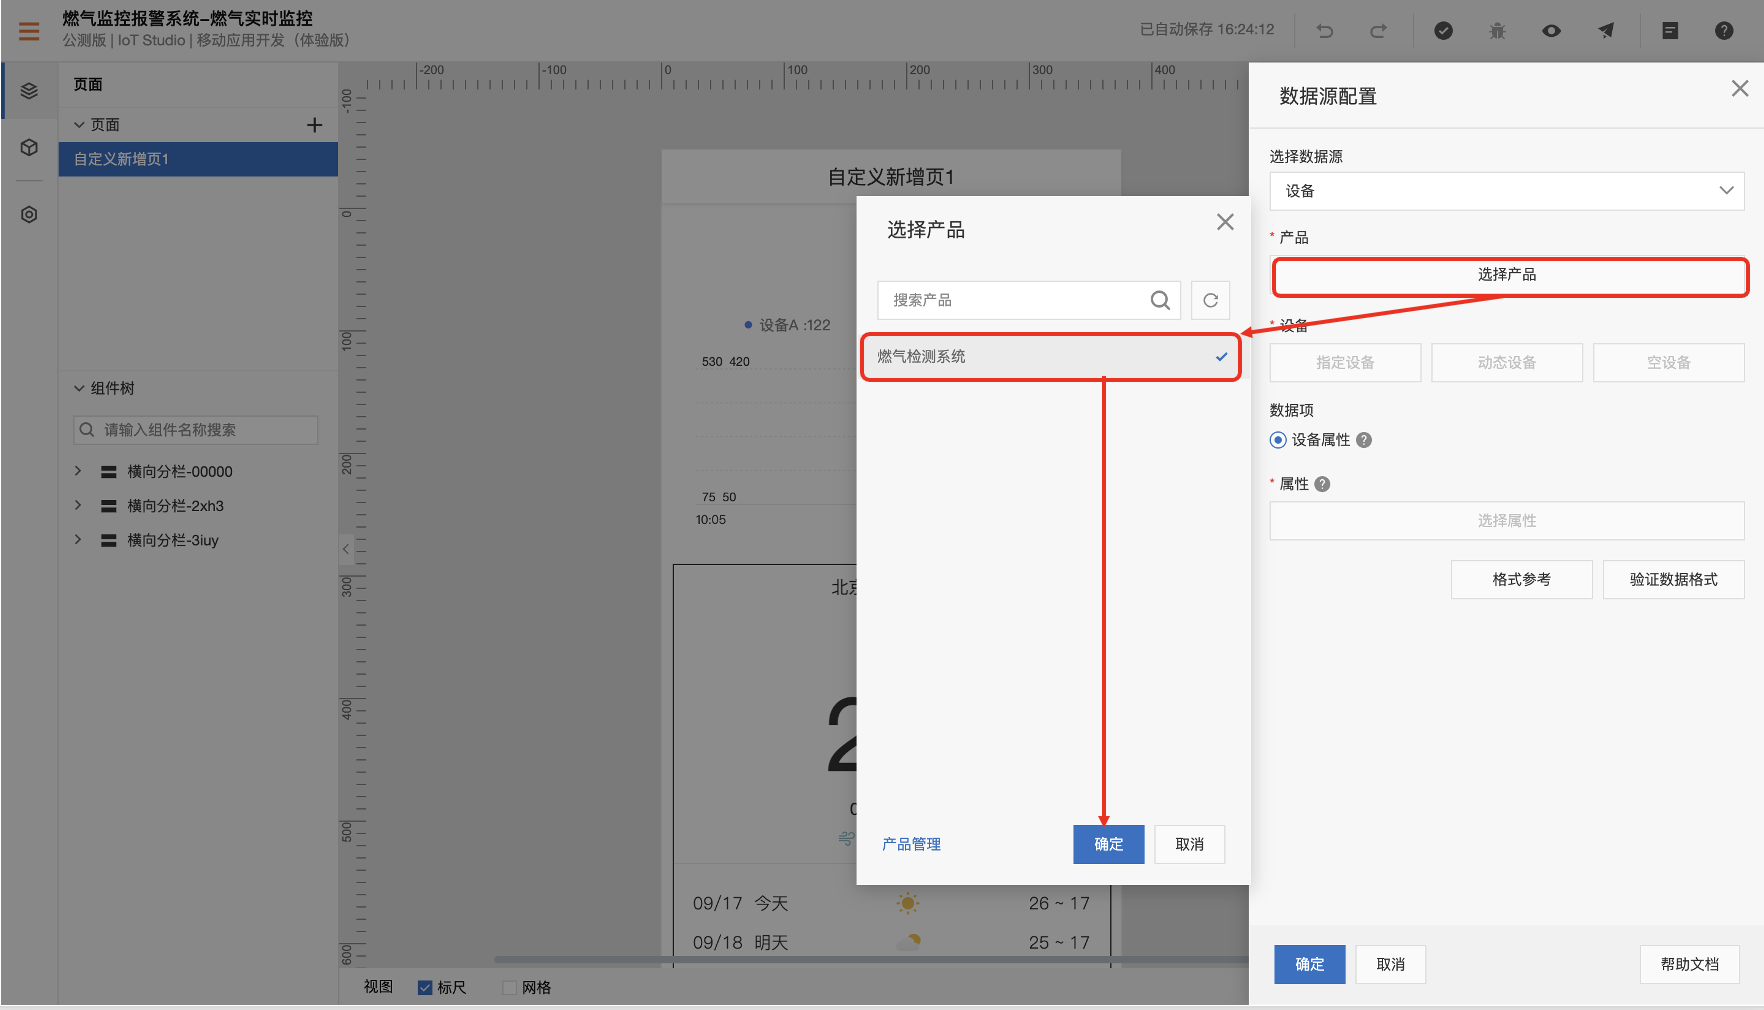 燃气监控报警系统–燃气实时监控
公测版 | IoT Studio | 移动应用开发（体验版）
已自动保存 16:24:12
页面
页面
自定义新增页1
组件树
请输入组件名称搜索
横向分栏-00000
横向分栏-2xh3
横向分栏-3iuy
-200 -100 0 100 200 300 400
-100
0
100
200
300
400
500
600
自定义新增页1
设备A :122
530 420
75 50
10:05
09/17 今天 26 ~ 17
09/18 明天 25 ~ 17
视图 标尺 网格
选择产品
搜索产品
燃气检测系统
产品管理 确定 取消
数据源配置
选择数据源
设备
* 产品
选择产品
* 设备
指定设备 动态设备 空设备
数据项
设备属性 ?
* 属性 ?
选择属性
格式参考 验证数据格式
确定 取消 帮助文档